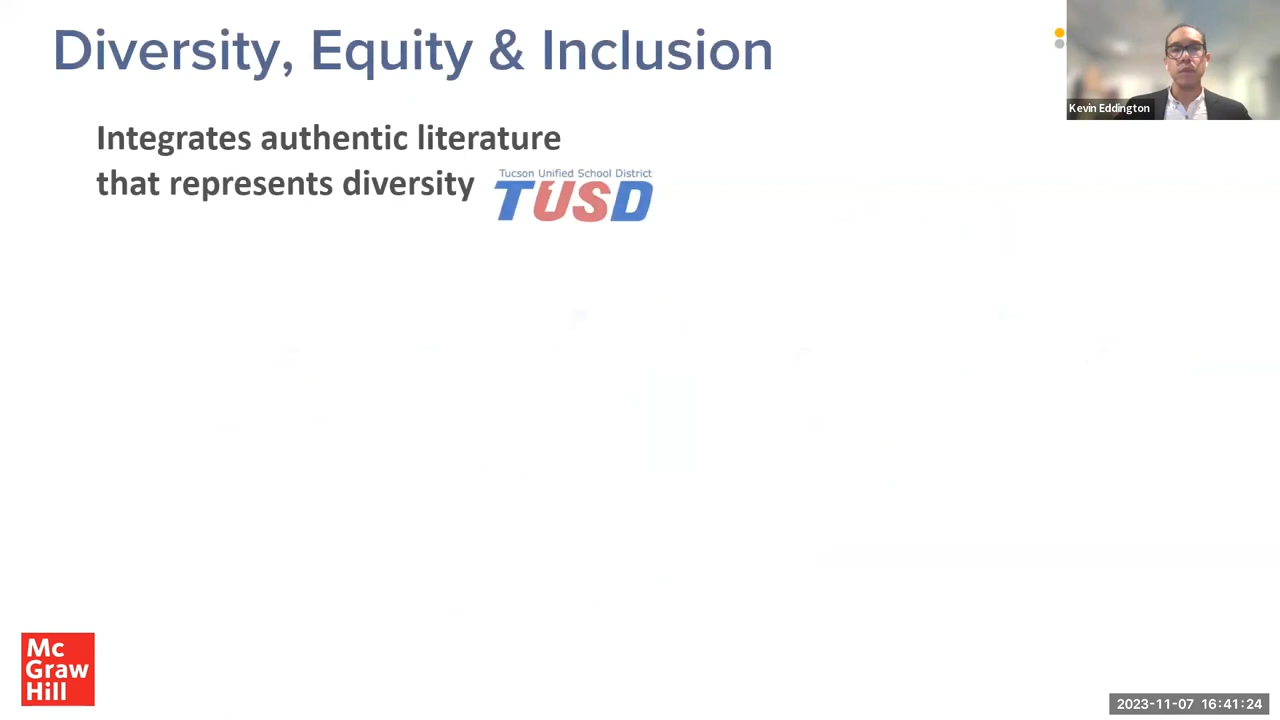 Diversity, Equity & Inclusion
Kevin Eddington
Integrates authentic literature
that represents diversity
Tucson Unified School District
TUSD
Mc
Graw
Hill
2023-11-07 16:41:24